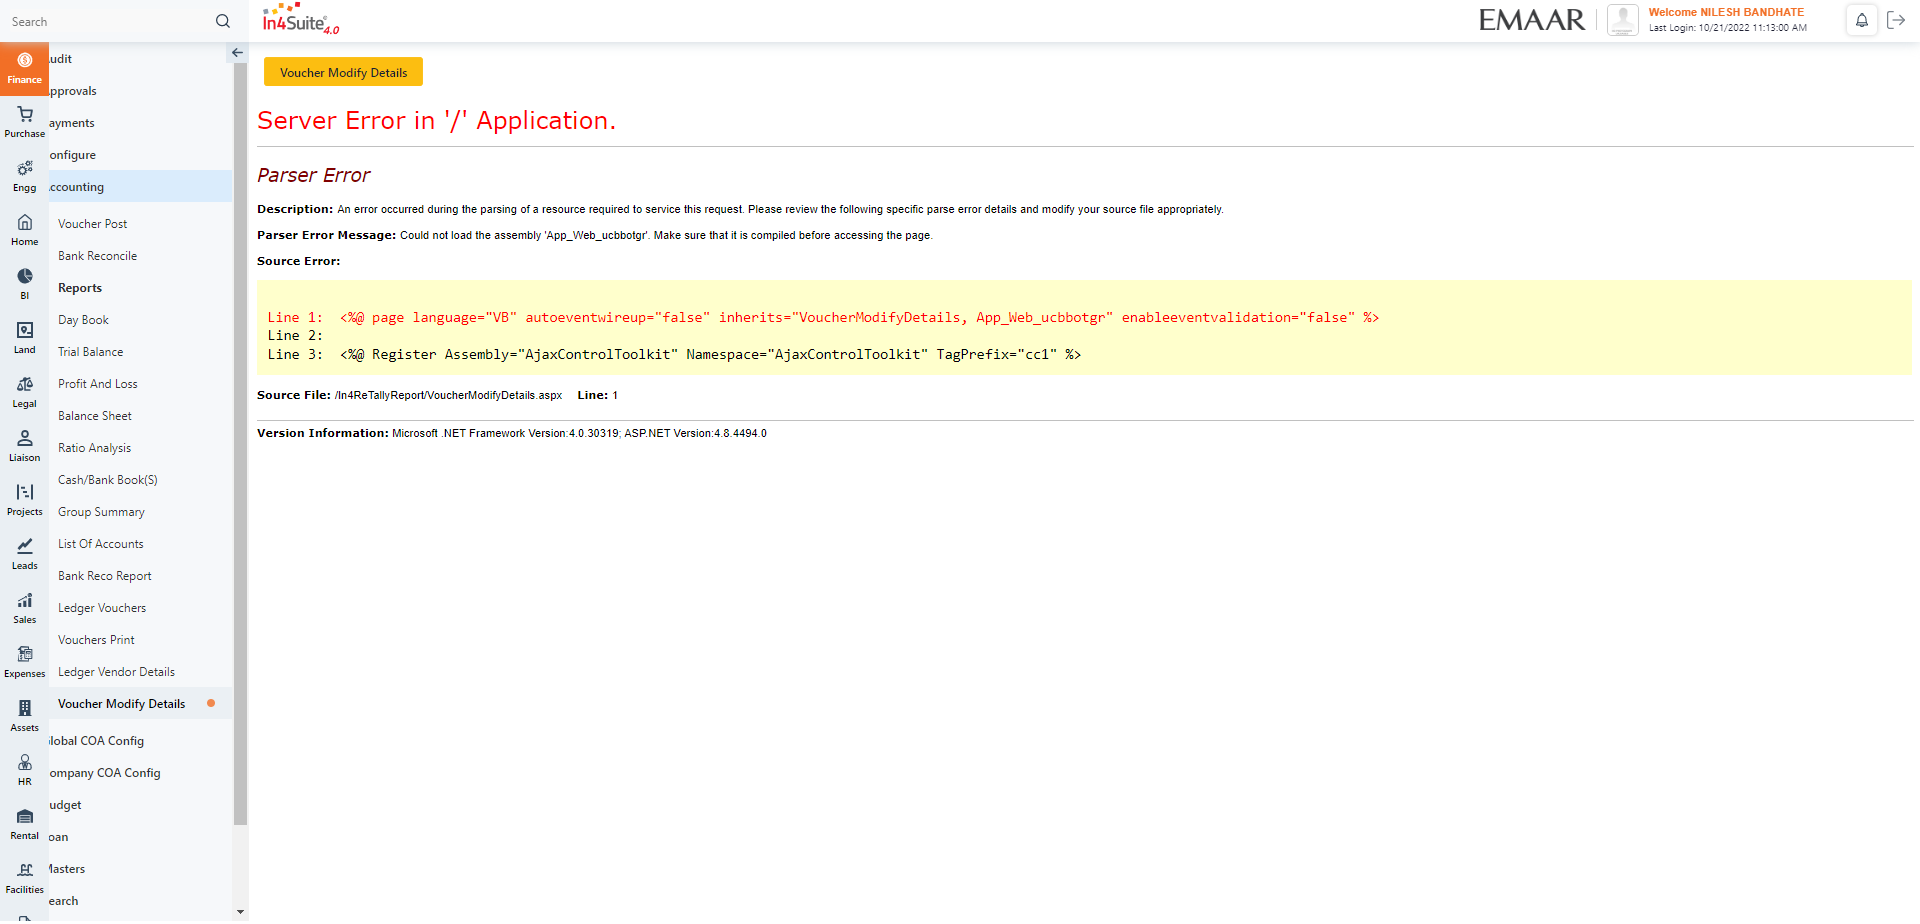 Search
In4Suite 4.0
EMAAR
Welcome NILESH BANDHATE
Last Login: 10/21/2022 11:13:00 AM
Finance
Purchase
Engg
Home
BI
Land
Legal
Liaison
Projects
Leads
Sales
Expenses
Assets
HR
Rental
Facilities
udit
pprovals
ayments
onfigure
ccounting
Voucher Post
Bank Reconcile
Reports
Day Book
Trial Balance
Profit And Loss
Balance Sheet
Ratio Analysis
Cash/Bank Book(S)
Group Summary
List Of Accounts
Bank Reco Report
Ledger Vouchers
Vouchers Print
Ledger Vendor Details
Voucher Modify Details
lobal COA Config
ompany COA Config
udget
oan
Masters
earch
Voucher Modify Details
Server Error in '/' Application.
Parser Error
Description: An error occurred during the parsing of a resource required to service this request. Please review the following specific parse error details and modify your source file appropriately.
Parser Error Message: Could not load the assembly 'App_Web_ucbbotgr'. Make sure that it is compiled before accessing the page.
Source Error:
Line 1:  <%@ page language="VB" autoeventwireup="false" inherits="VoucherModifyDetails, App_Web_ucbbotgr" enableeventvalidation="false" %>
Line 2:
Line 3:  <%@ Register Assembly="AjaxControlToolkit" Namespace="AjaxControlToolkit" TagPrefix="cc1" %>
Source File: /In4ReTallyReport/VoucherModifyDetails.aspx    Line: 1
Version Information: Microsoft .NET Framework Version:4.0.30319; ASP.NET Version:4.8.4494.0